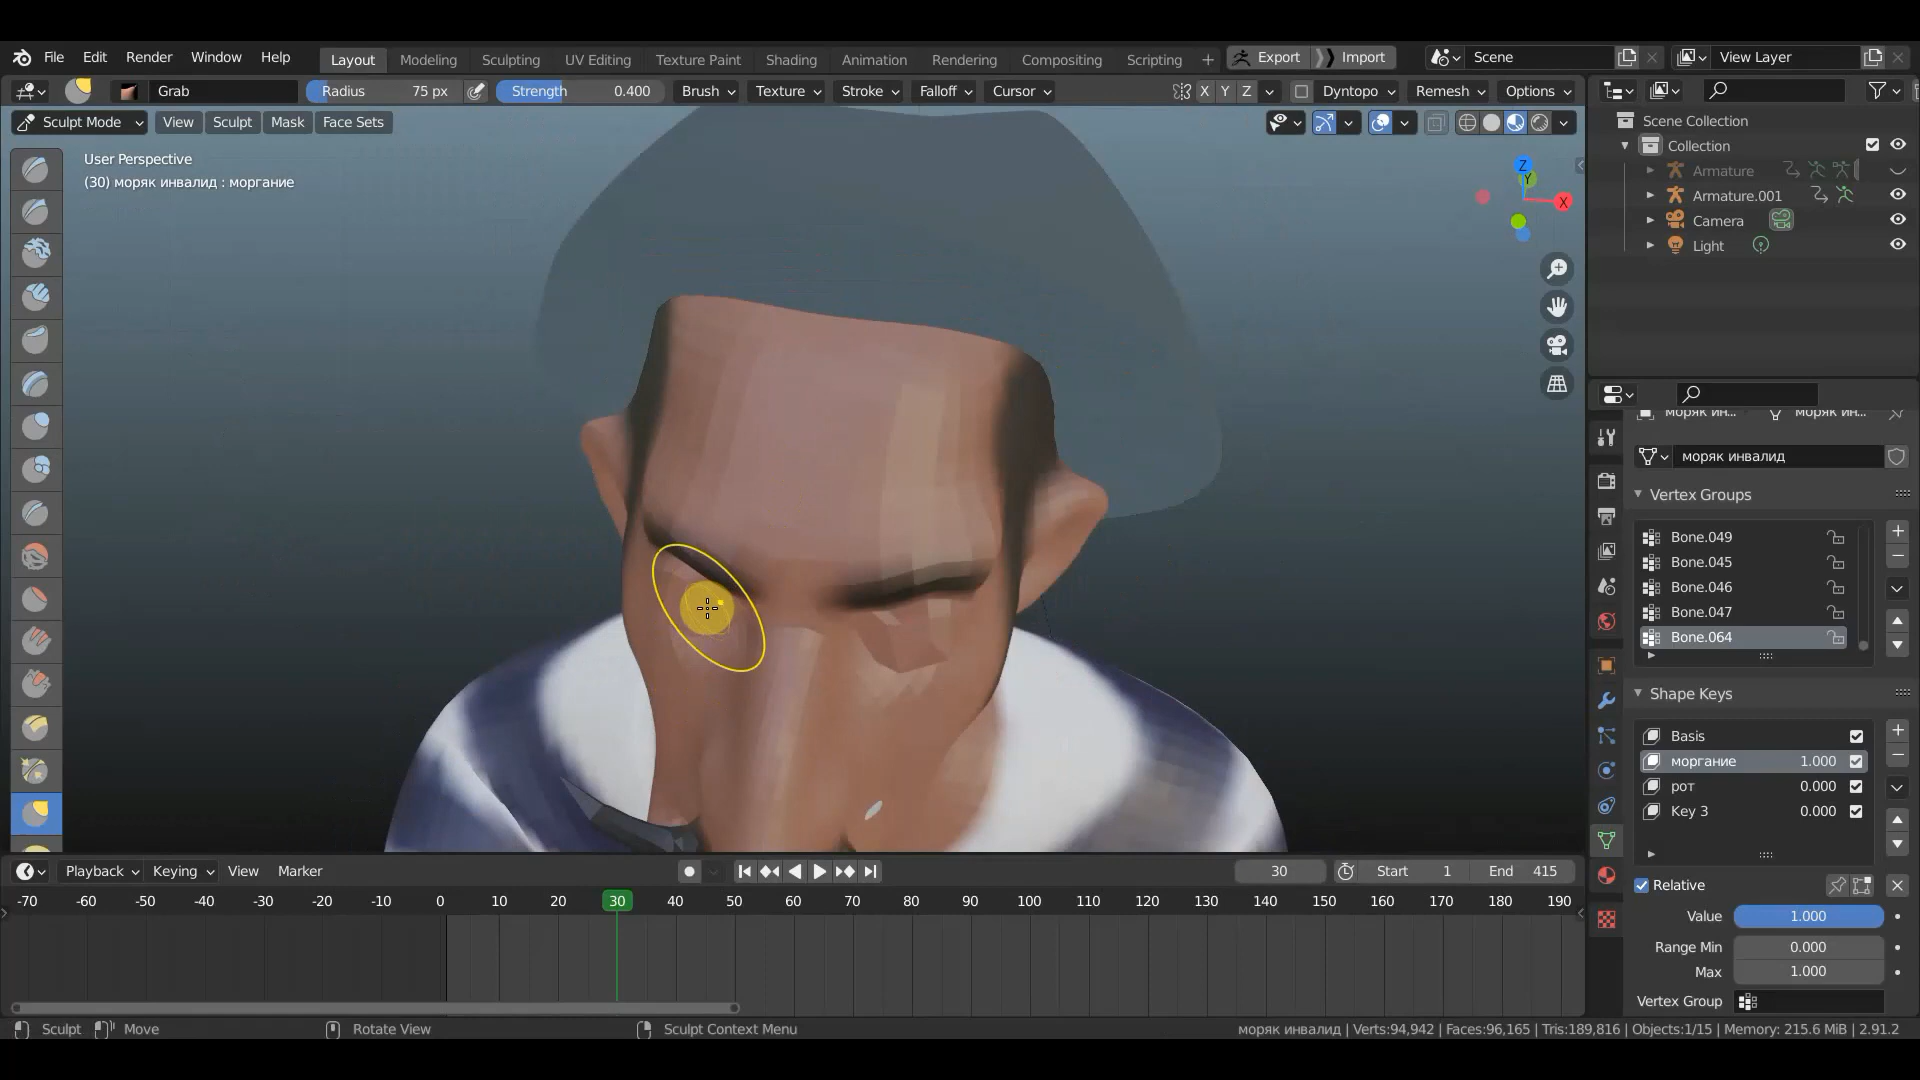 File Edit Render Window Help Layout Modeling Sculpting UV Editing Texture Paint Shading Animation Rendering Compositing Scripting + Export Import Scene View Layer
Grab Radius 75 px Strength 0.400 Brush Texture Stroke Falloff Cursor X Y Z Dyntopo Remesh Options
Sculpt Mode View Sculpt Mask Face Sets
User Perspective
(30) моряк инвалид : моргание
Z
Y
X
Scene Collection
Collection
Armature
Armature.001
Camera
Light
моряк ин... моряк ин...
моряк инвалид
Vertex Groups
Bone.049
Bone.045
Bone.046
Bone.047
Bone.064
Shape Keys
Basis
моргание 1.000
рот 0.000
Key 3 0.000
Relative
Value 1.000
Range Min 0.000
Max 1.000
Vertex Group
Playback Keying View Marker 30 Start 1 End 415
-70 -60 -50 -40 -30 -20 -10 0 10 20 30 40 50 60 70 80 90 100 110 120 130 140 150 160 170 180 190
Sculpt Move Rotate View Sculpt Context Menu моряк инвалид | Verts:94,942 | Faces:96,165 | Tris:189,816 | Objects:1/15 | Memory: 215.6 MiB | 2.91.2